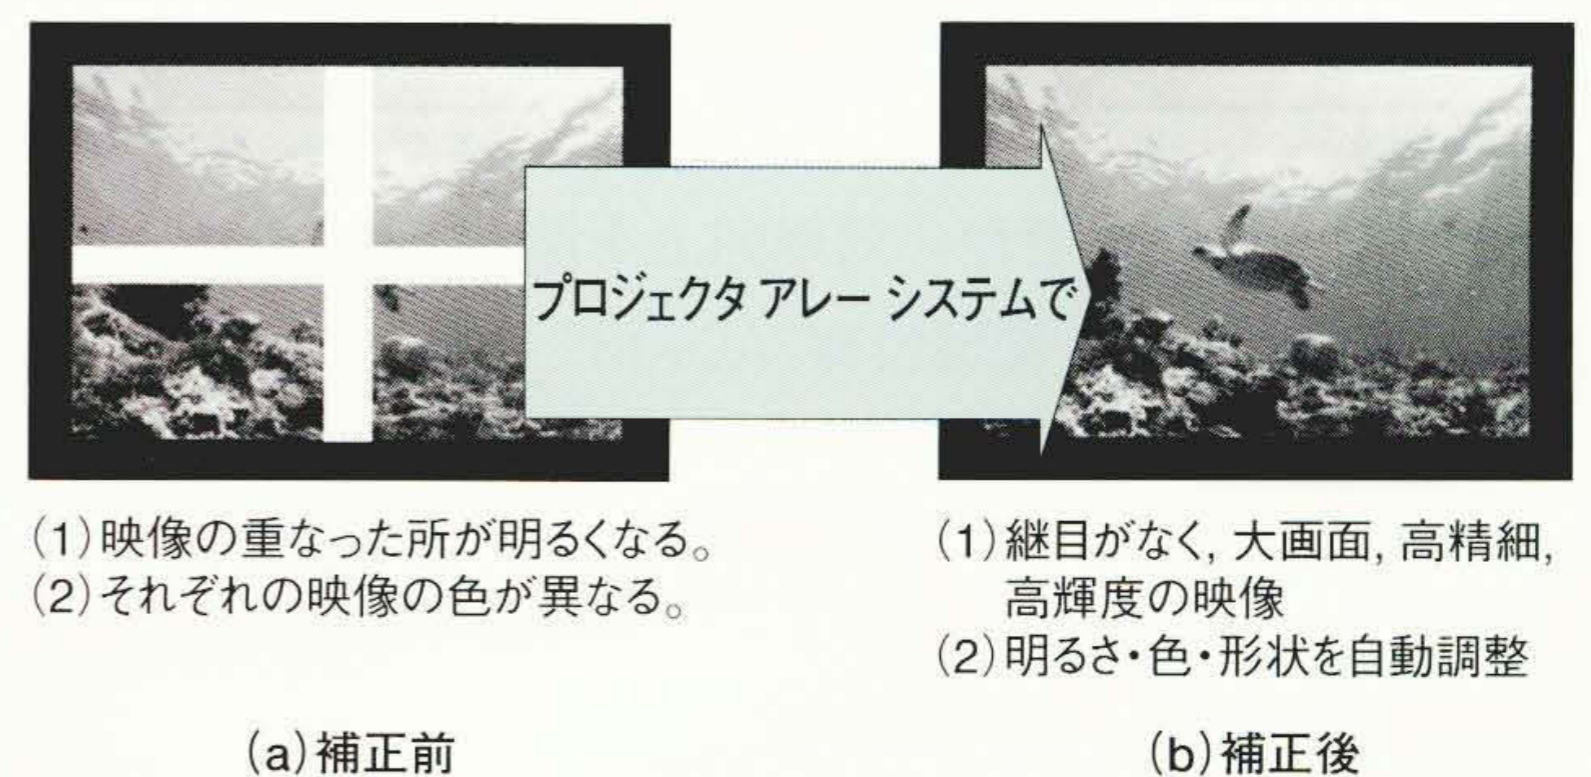 プロジェクタ アレー システムで
(1)映像の重なった所が明るくなる。
(2)それぞれの映像の色が異なる。
(a)補正前
(1)継目がなく, 大画面, 高精細,
高輝度の映像
(2)明るさ・色・形状を自動調整
(b)補正後